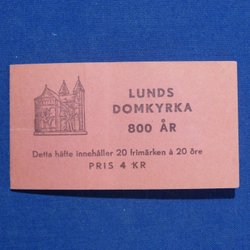 LUNDS
DOMKYRKA
800 ÅR
Detta häfte innehåller 20 frimärken à 20 öre
PRIS 4 KR